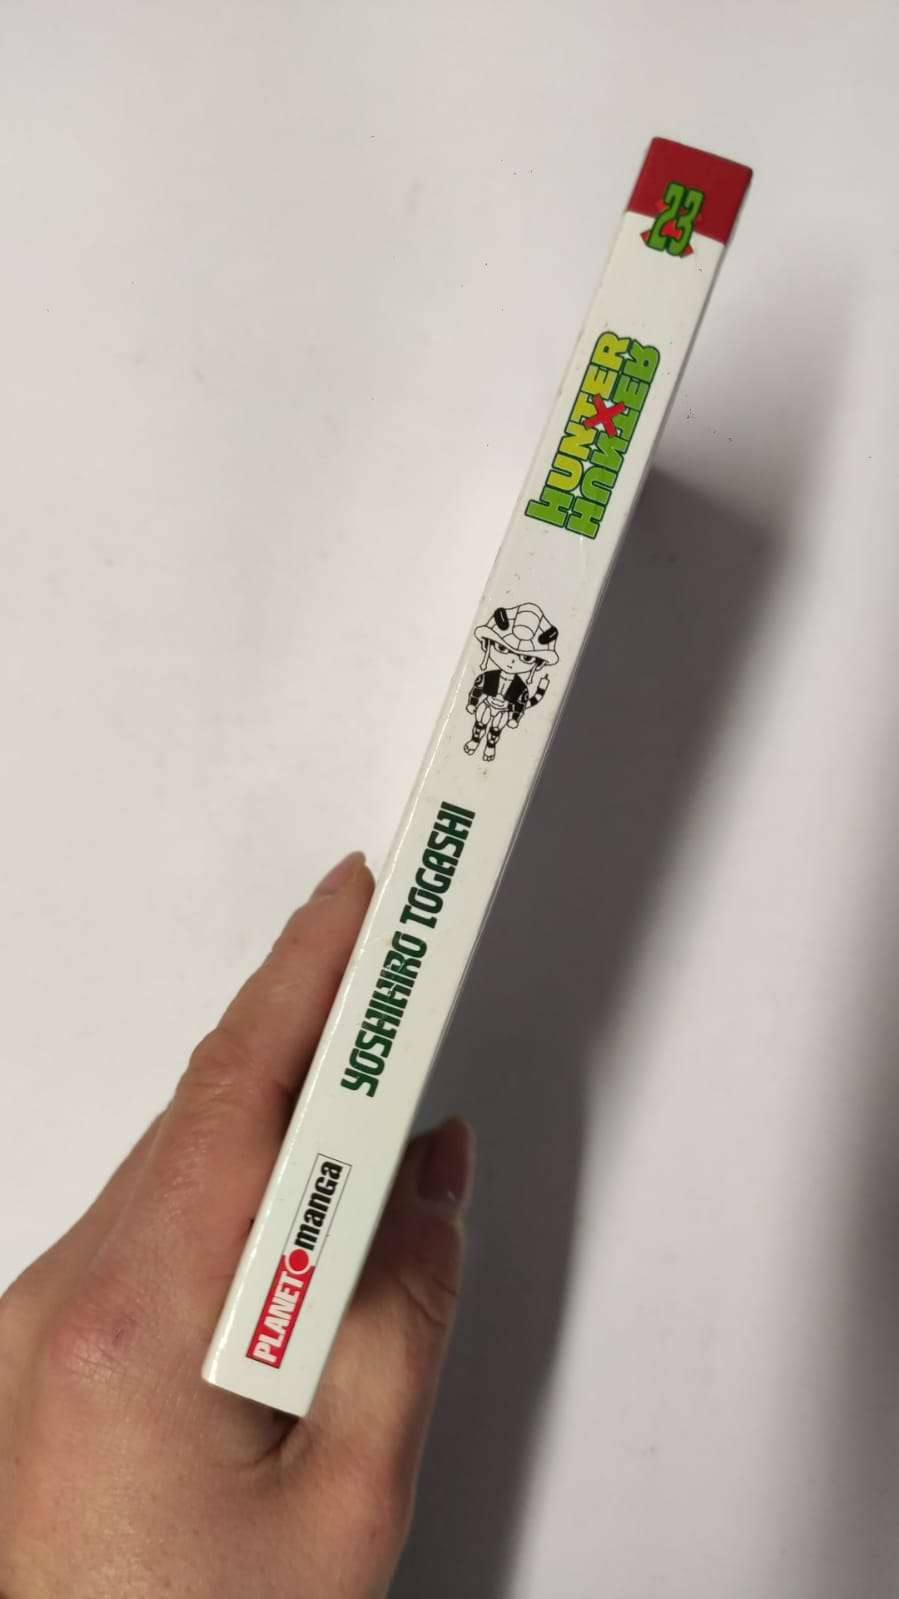 23
HUNTER
X
HUNTER
YOSHIHIRO TOGASHI
PLANET manga